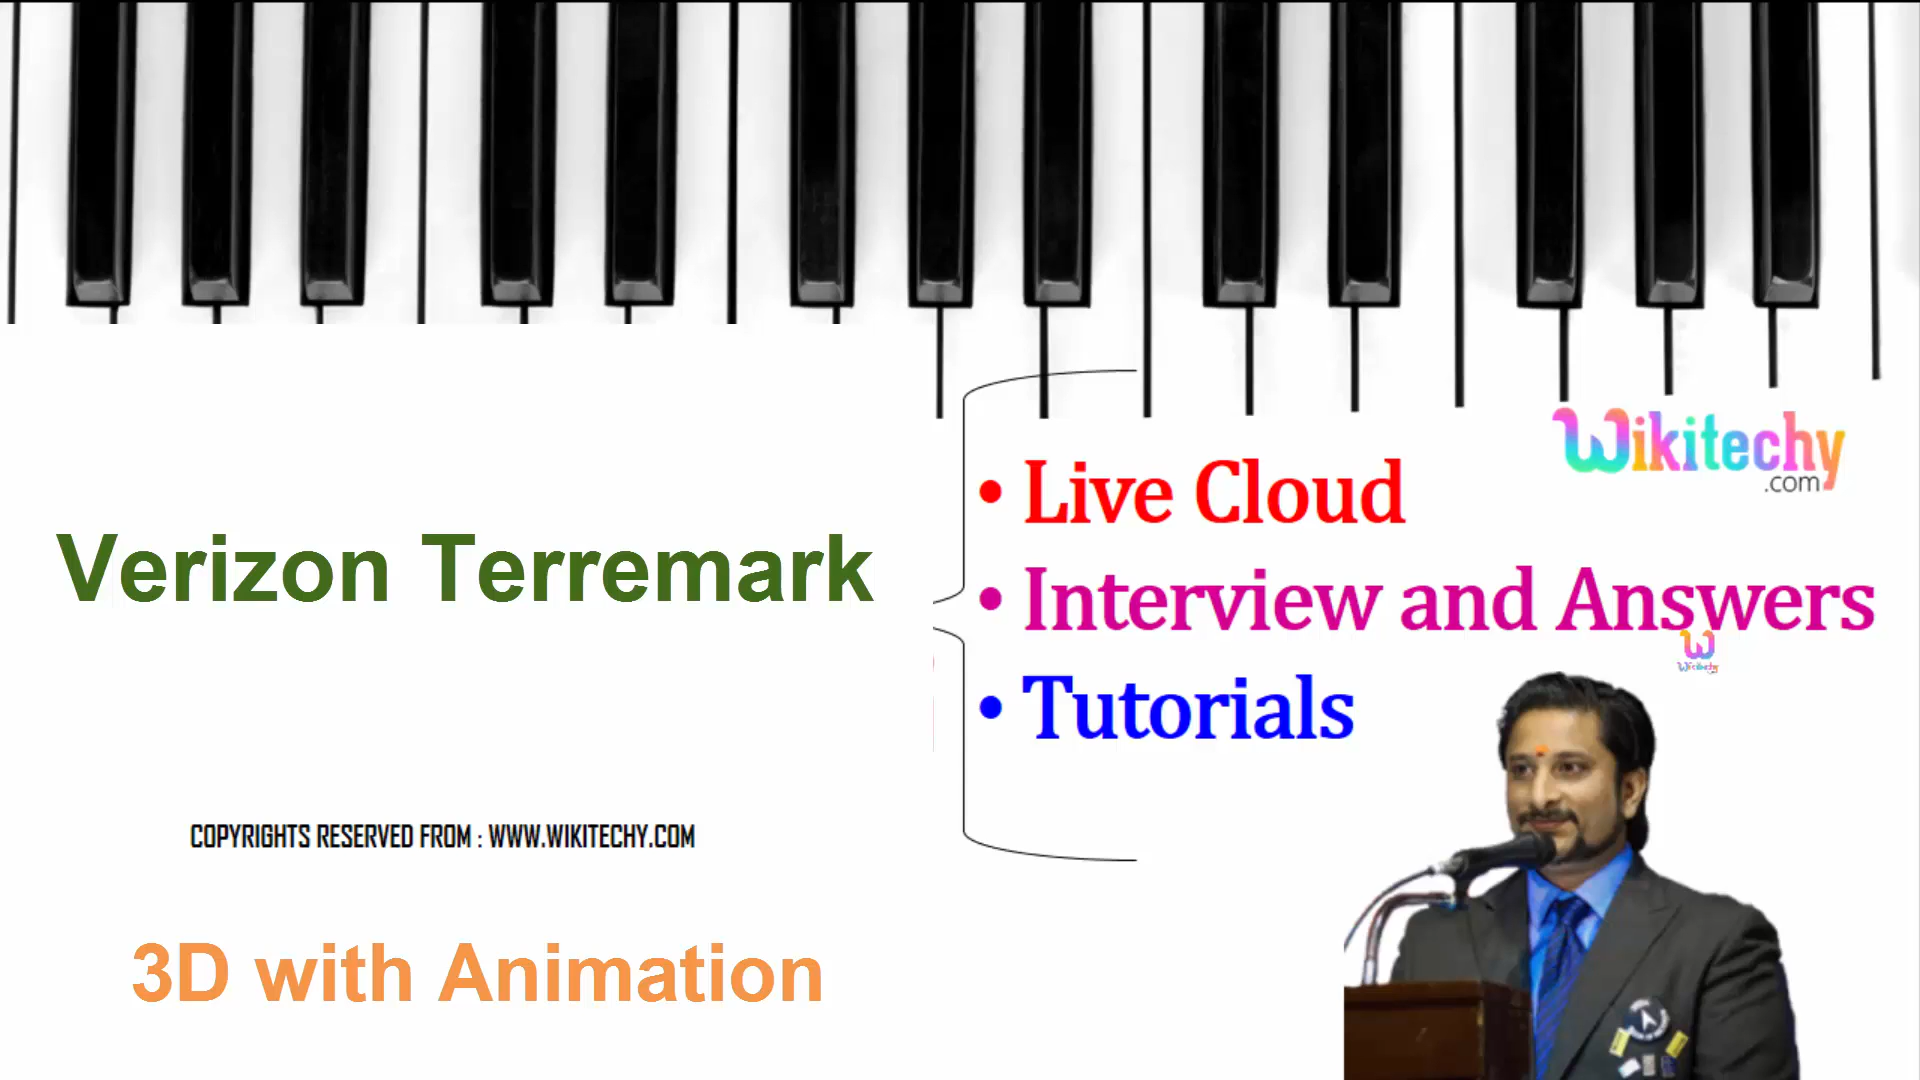 Wikitechy
.com
• Live Cloud
Verizon Terremark
• Interview and Answers
W
Wikitechy
• Tutorials
COPYRIGHTS RESERVED FROM : WWW.WIKITECHY.COM
3D with Animation